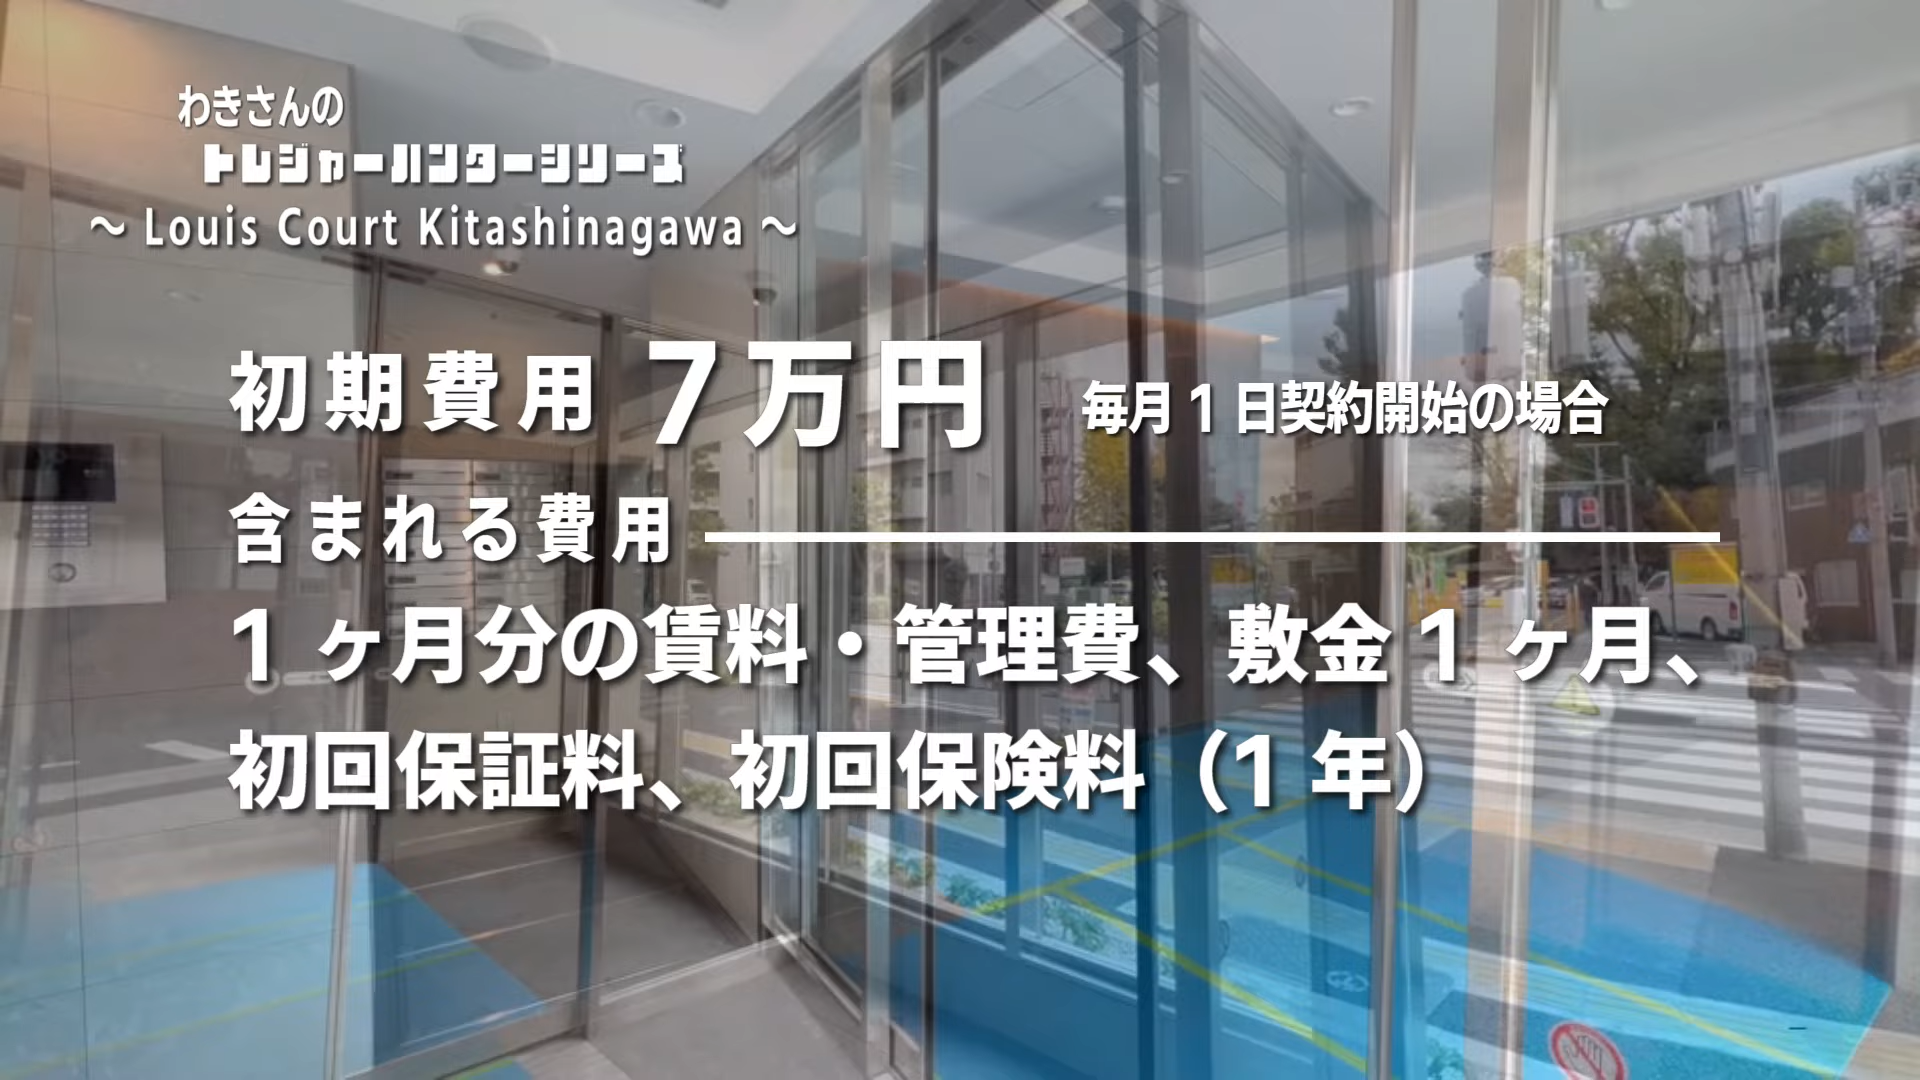 わきさんの
トレジャーハンターシリーズ
～ Louis Court Kitashinagawa ～
初期費用 7万円 毎月1日契約開始の場合
含まれる費用
1ヶ月分の賃料・管理費、敷金1ヶ月、
初回保証料、初回保険料（1年）